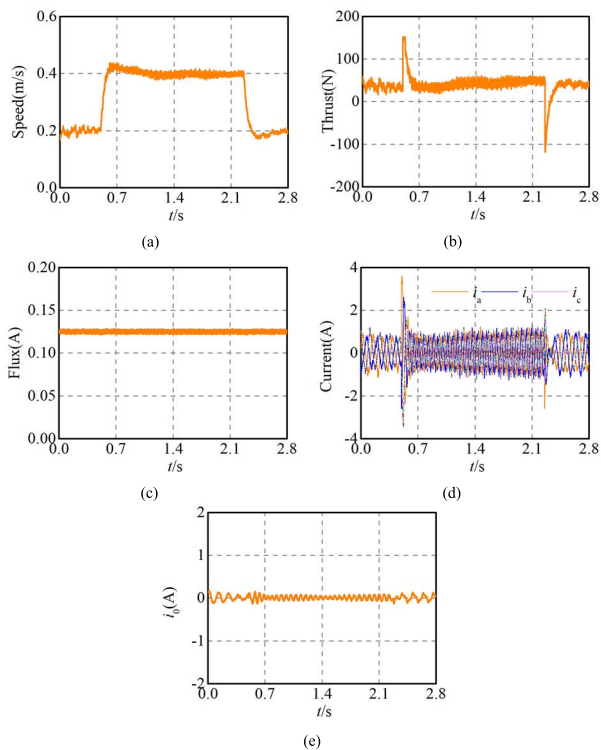 0.6
0.4
0.2
0.0
Speed(m/s)
0.0 0.7 1.4 2.1 2.8
t/s
(a)
200
100
0
-100
-200
Thrust(N)
0.0 0.7 1.4 2.1 2.8
t/s
(b)
0.20
0.15
0.10
0.05
0.00
Flux(A)
0.0 0.7 1.4 2.1 2.8
t/s
(c)
4
2
0
-2
-4
Current(A)
ia ib ic
0.0 0.7 1.4 2.1 2.8
t/s
(d)
2
1
0
-1
-2
i0(A)
0.0 0.7 1.4 2.1 2.8
t/s
(e)